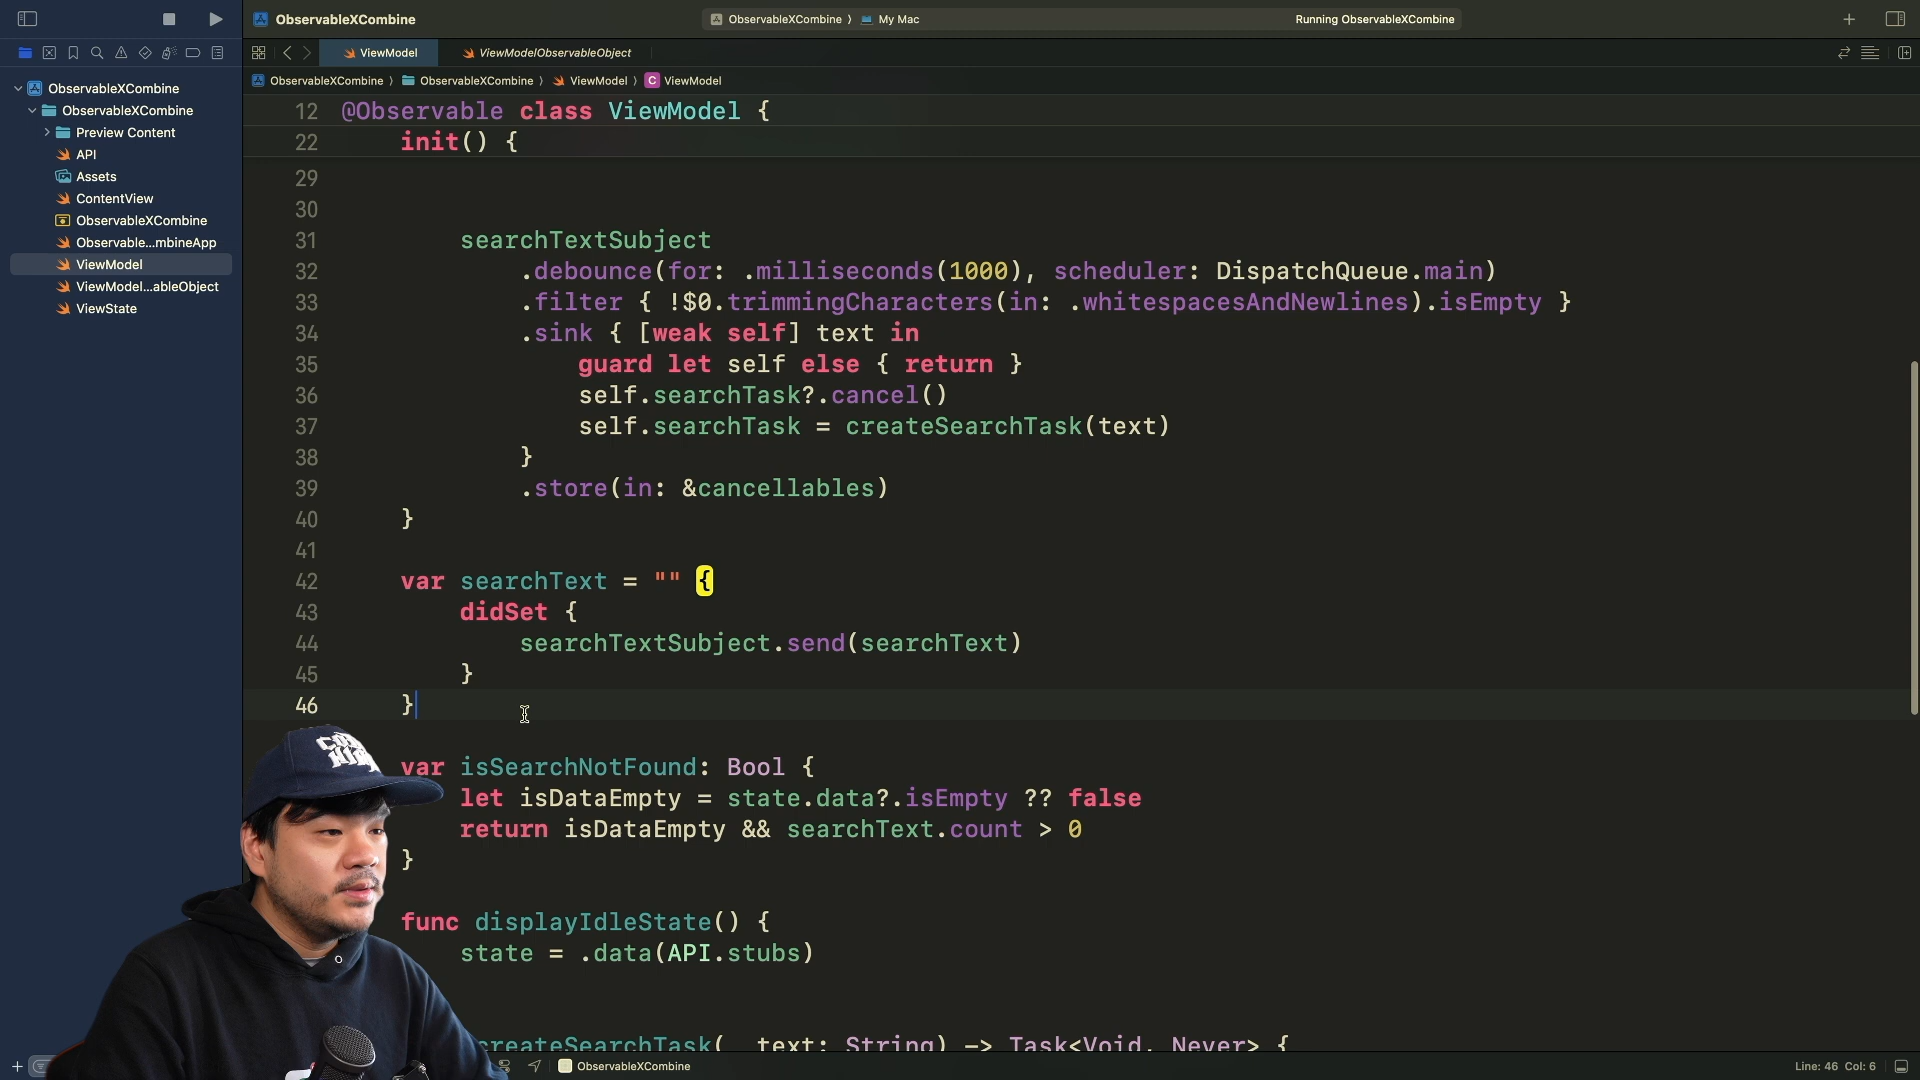 ObservableXCombine
ObservableXCombine ⟩ My Mac
Running ObservableXCombine
ViewModel
ViewModelObservableObject
ObservableXCombine ⟩ ObservableXCombine ⟩ ViewModel ⟩ C ViewModel
ObservableXCombine
ObservableXCombine
Preview Content
API
Assets
ContentView
ObservableXCombine
Observable...mbineApp
ViewModel
ViewModel...ableObject
ViewState
12 @Observable class ViewModel {
22 init() {
29
30
31 searchTextSubject
32 .debounce(for: .milliseconds(1000), scheduler: DispatchQueue.main)
33 .filter { !$0.trimmingCharacters(in: .whitespacesAndNewlines).isEmpty }
34 .sink { [weak self] text in
35 guard let self else { return }
36 self.searchTask?.cancel()
37 self.searchTask = createSearchTask(text)
38 }
39 .store(in: &cancellables)
40 }
41
42 var searchText = "" {
43 didSet {
44 searchTextSubject.send(searchText)
45 }
46 }
var isSearchNotFound: Bool {
let isDataEmpty = state.data?.isEmpty ?? false
return isDataEmpty && searchText.count > 0
}
func displayIdleState() {
state = .data(API.stubs)
createSearchTask(_ text: String) -> Task<Void, Never> {
ObservableXCombine
Line: 46 Col: 6